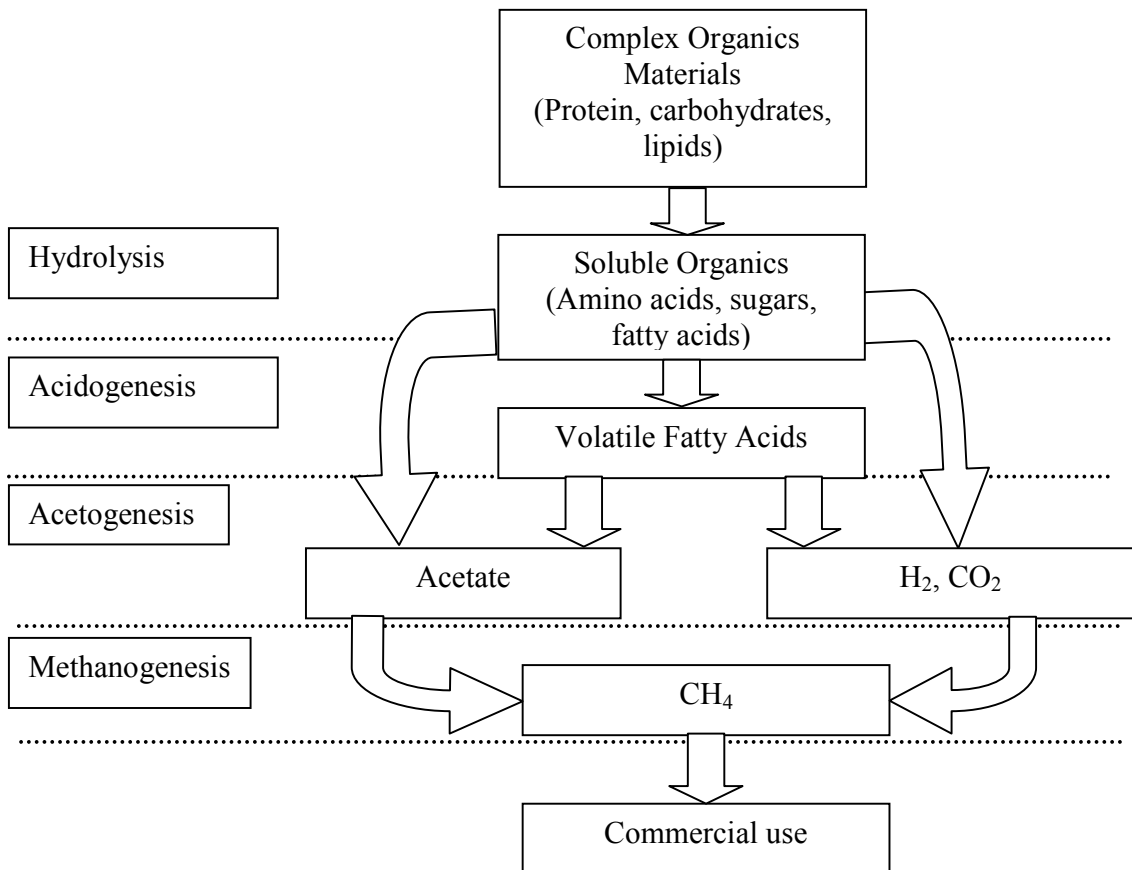 Complex Organics
Materials
(Protein, carbohydrates,
lipids)
Hydrolysis
Soluble Organics
(Amino acids, sugars,
fatty acids)
Acidogenesis
Volatile Fatty Acids
Acetogenesis
Acetate
H₂, CO₂
Methanogenesis
CH₄
Commercial use